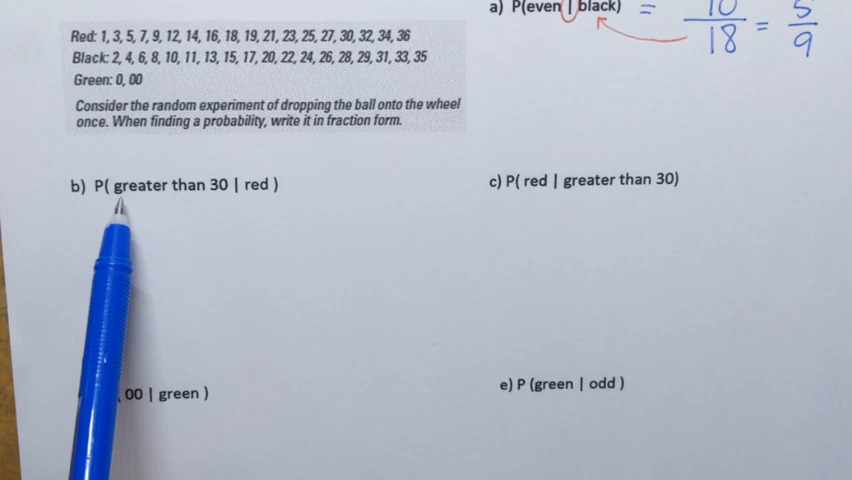 a) P(even | black) = 10/18 = 5/9
Red: 1, 3, 5, 7, 9, 12, 14, 16, 18, 19, 21, 23, 25, 27, 30, 32, 34, 36
Black: 2, 4, 6, 8, 10, 11, 13, 15, 17, 20, 22, 24, 26, 28, 29, 31, 33, 35
Green: 0, 00
Consider the random experiment of dropping the ball onto the wheel
once. When finding a probability, write it in fraction form.
b) P( greater than 30 | red )
c) P( red | greater than 30)
( 00 | green )
e) P (green | odd )